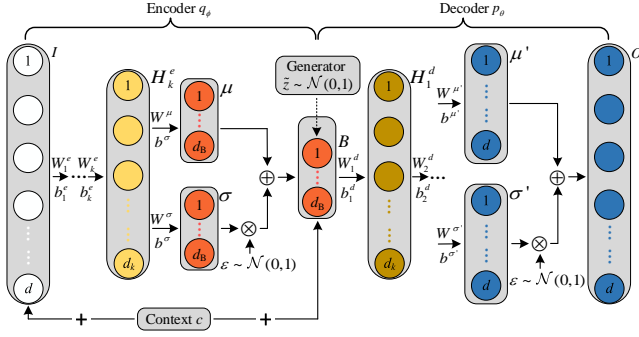 Encoder q_ϕ
Decoder p_θ
I
1
d
W_1^e W_k^e
b_1^e b_k^e
H_k^e
1
d_k
W^μ
b^σ
W^σ
b^σ
μ
1
d_B
σ
1
d_B
ε ~ N(0,1)
Generator
z̃ ~ N(0,1)
B
1
d_B
W_1^d
b_1^d
H_1^d
1
d_k
W_2^d
b_2^d
W^{μ'}
b^{μ'}
W^{σ'}
b^{σ'}
μ'
1
d
σ'
1
d
ε ~ N(0,1)
O
1
d
Context c